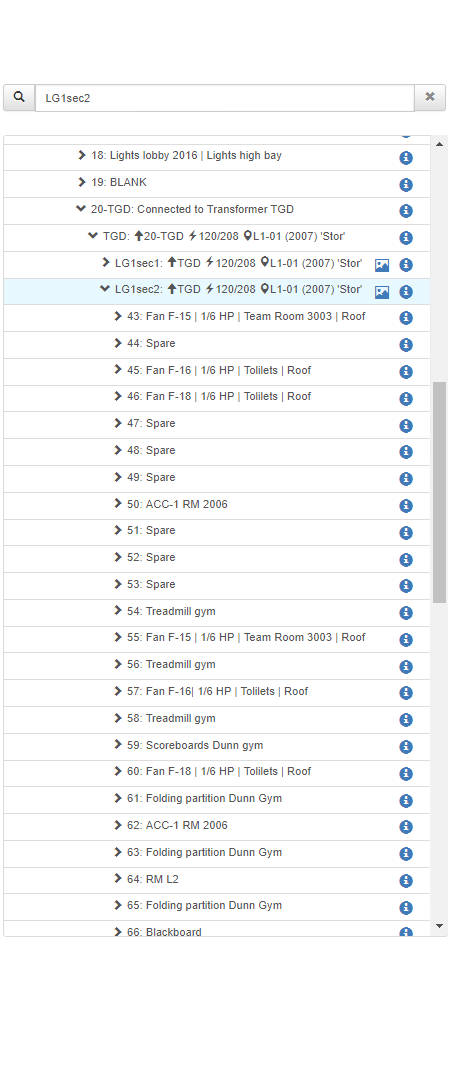 LG1sec2
18: Lights lobby 2016 | Lights high bay
19: BLANK
20-TGD: Connected to Transformer TGD
TGD: 20-TGD 120/208 L1-01 (2007) 'Stor'
LG1sec1: TGD 120/208 L1-01 (2007) 'Stor'
LG1sec2: TGD 120/208 L1-01 (2007) 'Stor'
43: Fan F-15 | 1/6 HP | Team Room 3003 | Roof
44: Spare
45: Fan F-16 | 1/6 HP | Tolilets | Roof
46: Fan F-18 | 1/6 HP | Tolilets | Roof
47: Spare
48: Spare
49: Spare
50: ACC-1 RM 2006
51: Spare
52: Spare
53: Spare
54: Treadmill gym
55: Fan F-15 | 1/6 HP | Team Room 3003 | Roof
56: Treadmill gym
57: Fan F-16| 1/6 HP | Tolilets | Roof
58: Treadmill gym
59: Scoreboards Dunn gym
60: Fan F-18 | 1/6 HP | Tolilets | Roof
61: Folding partition Dunn Gym
62: ACC-1 RM 2006
63: Folding partition Dunn Gym
64: RM L2
65: Folding partition Dunn Gym
66: Blackboard